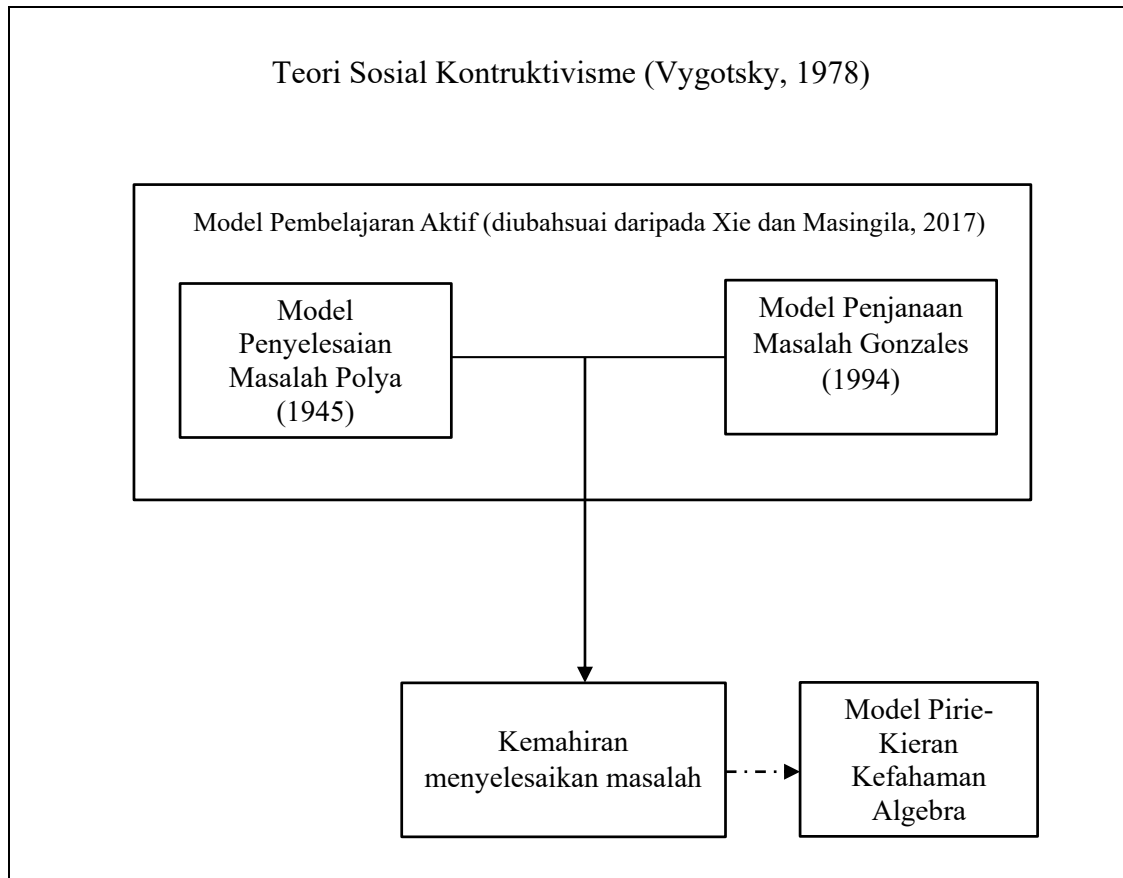 Teori Sosial Kontruktivisme (Vygotsky, 1978)
Model Pembelajaran Aktif (diubahsuai daripada Xie dan Masingila, 2017)
Model
Penyelesaian
Masalah Polya
(1945)
Model Penjanaan
Masalah Gonzales
(1994)
Kemahiran
menyelesaikan masalah
Model Pirie-
Kieran
Kefahaman
Algebra